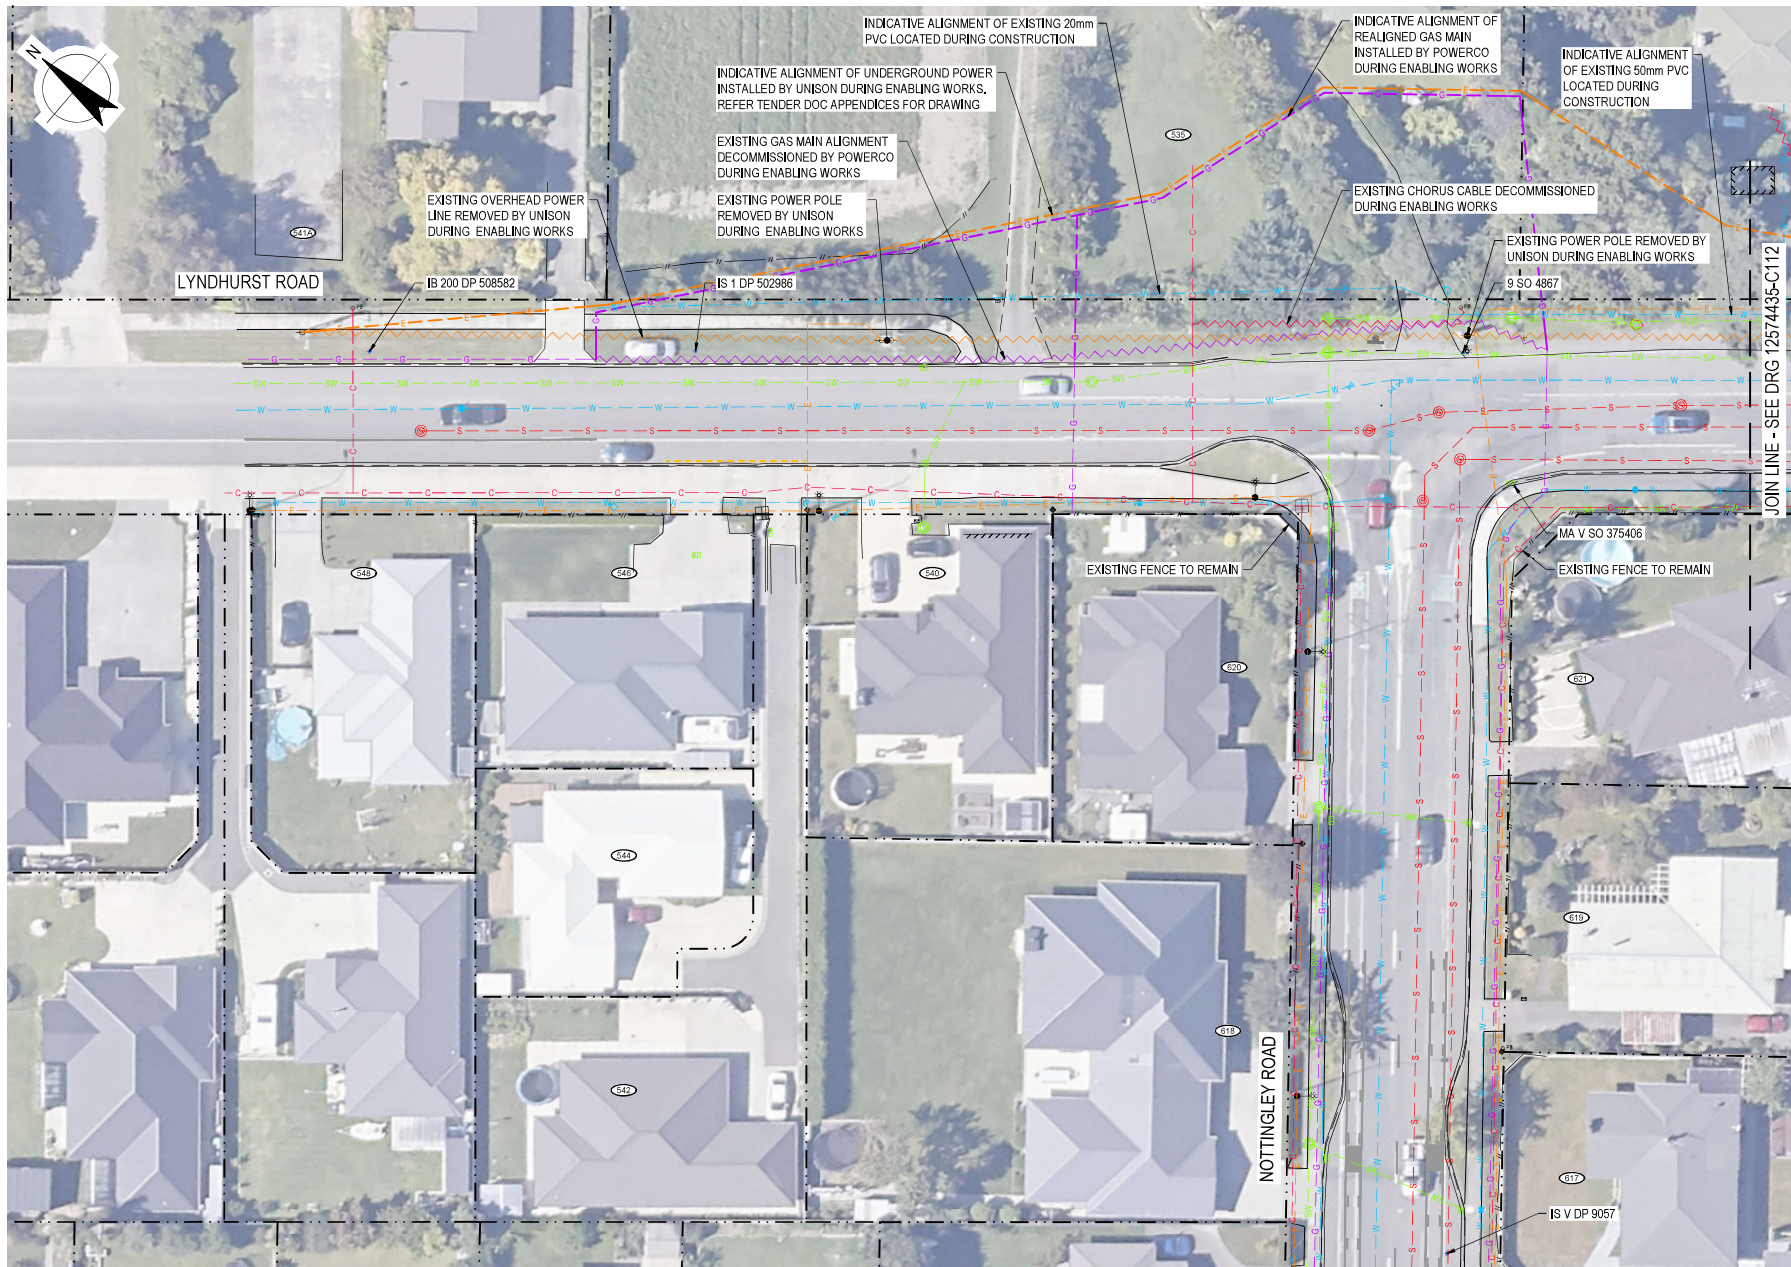 N
INDICATIVE ALIGNMENT OF EXISTING 20mm
PVC LOCATED DURING CONSTRUCTION
INDICATIVE ALIGNMENT OF
REALIGNED GAS MAIN
INSTALLED BY POWERCO
DURING ENABLING WORKS
INDICATIVE ALIGNMENT
OF EXISTING 50mm PVC
LOCATED DURING
CONSTRUCTION
INDICATIVE ALIGNMENT OF UNDERGROUND POWER
INSTALLED BY UNISON DURING ENABLING WORKS.
REFER TENDER DOC APPENDICES FOR DRAWING
EXISTING GAS MAIN ALIGNMENT
DECOMMISSIONED BY POWERCO
DURING ENABLING WORKS
535
EXISTING OVERHEAD POWER
LINE REMOVED BY UNISON
DURING ENABLING WORKS
EXISTING POWER POLE
REMOVED BY UNISON
DURING ENABLING WORKS
EXISTING CHORUS CABLE DECOMMISSIONED
DURING ENABLING WORKS
541A
EXISTING POWER POLE REMOVED BY
UNISON DURING ENABLING WORKS
LYNDHURST ROAD
IB 200 DP 508582
IS 1 DP 502986
9 SO 4867
JOIN LINE - SEE DRG 12574435-C112
MA V SO 375406
EXISTING FENCE TO REMAIN
EXISTING FENCE TO REMAIN
548
546
540
620
621
544
619
618
NOTTINGLEY ROAD
542
617
IS V DP 9057